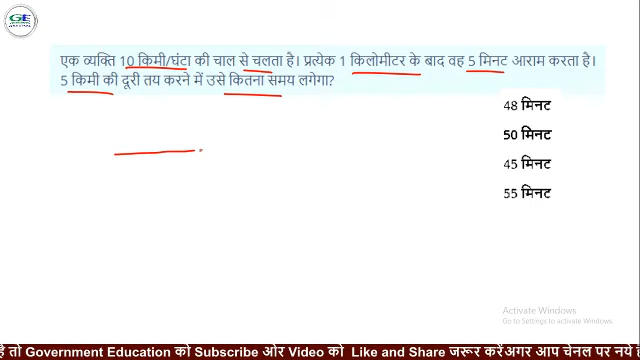 GE
एक व्यक्ति 10 किमी/घंटा की चाल से चलता है। प्रत्येक 1 किलोमीटर के बाद वह 5 मिनट आराम करता है।
5 किमी की दूरी तय करने में उसे कितना समय लगेगा?
48 मिनट
50 मिनट
45 मिनट
55 मिनट
Activate Windows
Go to Settings to activate Windows.
है तो Government Education को Subscribe ओर Video को Like and Share जरूर करेंअगर आप चेनल पर नये ह